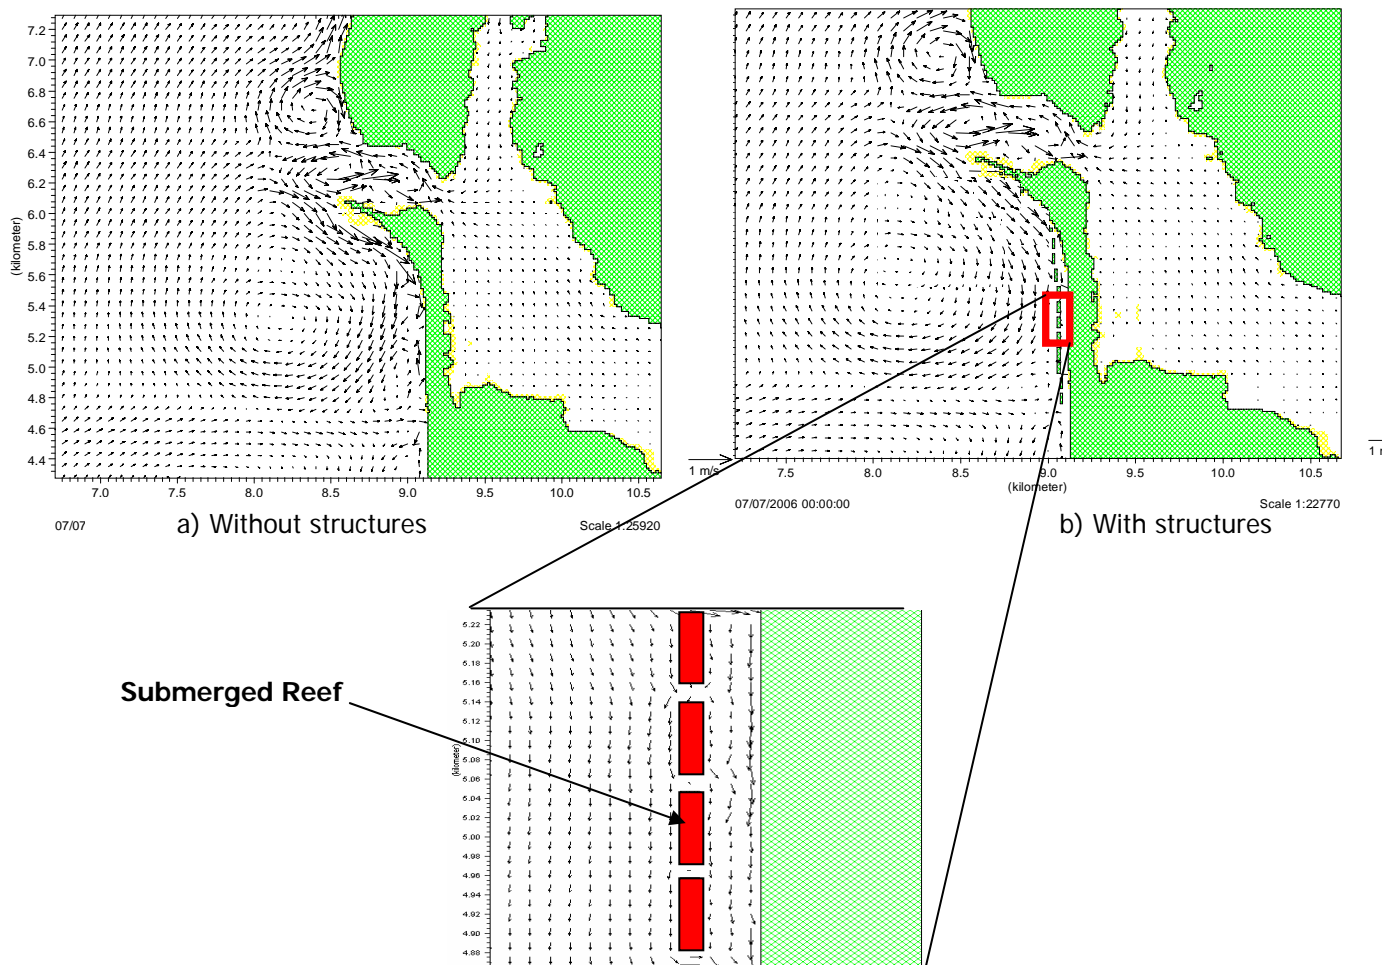 7.2
7.0
6.8
6.6
6.4
6.2
6.0
5.8
5.6
5.4
5.2
5.0
4.8
4.6
4.4
(kilometer)
7.0 7.5 8.0 8.5 9.0 9.5 10.0 10.5
1 m/s
07/07
Scale 1:25920
a) Without structures
7.5 8.0 8.5 9.0 9.5 10.0 10.5
(kilometer)
1 m
07/07/2006 00:00:00
Scale 1:22770
b) With structures
Submerged Reef
5.22
5.20
5.18
5.16
5.14
5.12
5.10
5.08
5.06
5.04
5.02
5.00
4.98
4.96
4.94
4.92
4.90
4.88
(kilometer)